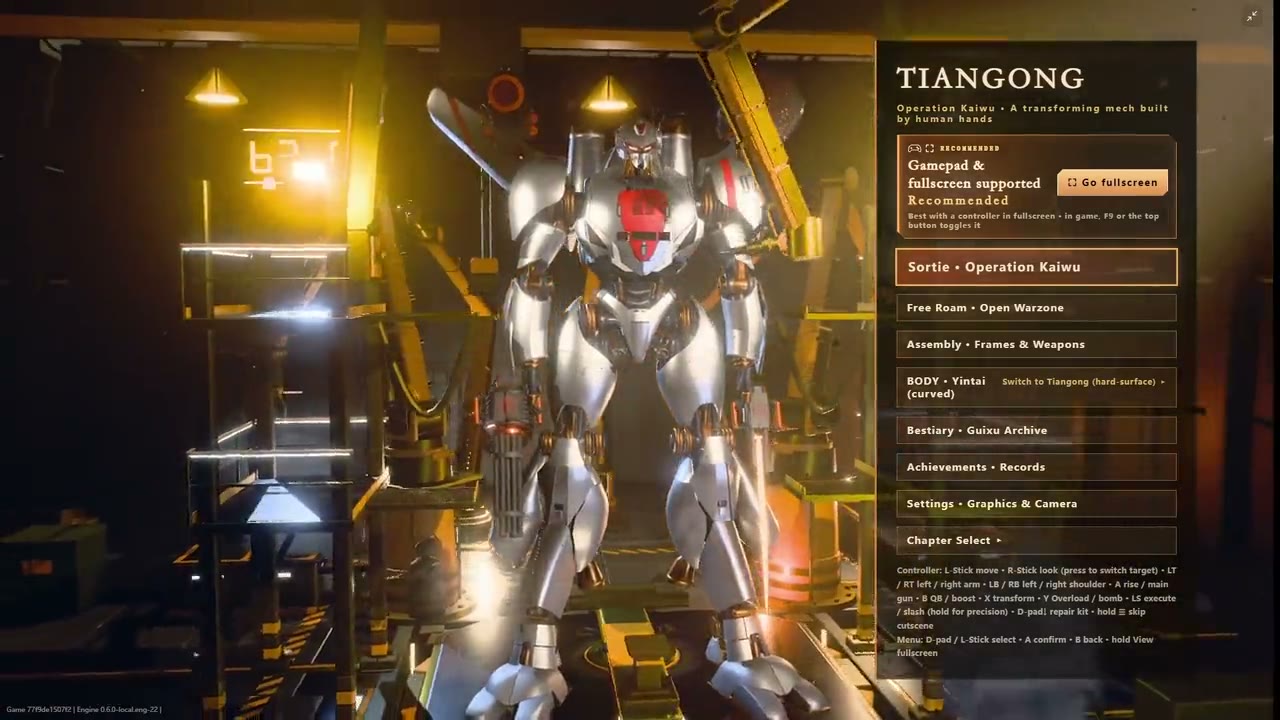 TIANGONG
Operation Kaiwu • A transforming mech built
by human hands
RECOMMENDED
Gamepad &
fullscreen supported
Recommended
Best with a controller in fullscreen • in game, F9 or the top
button toggles it
Go fullscreen
Sortie • Operation Kaiwu
Free Roam • Open Warzone
Assembly • Frames & Weapons
BODY • Yintai
(curved)
Switch to Tiangong (hard-surface) ▸
Bestiary • Guixu Archive
Achievements • Records
Settings • Graphics & Camera
Chapter Select ▸
Controller: L-Stick move • R-Stick look (press to switch target) • LT
/ RT left / right arm • LB / RB left / right shoulder • A rise / main
gun • B QB / boost • X transform • Y Overload / bomb • LS execute
/ slash (hold for precision) • D-pad↓ repair kit • hold ☰ skip
cutscene
Menu: D-pad / L-Stick select • A confirm • B back • hold View
fullscreen
Game 77f9de1507f2 | Engine 0.6.0-local.eng-22 |